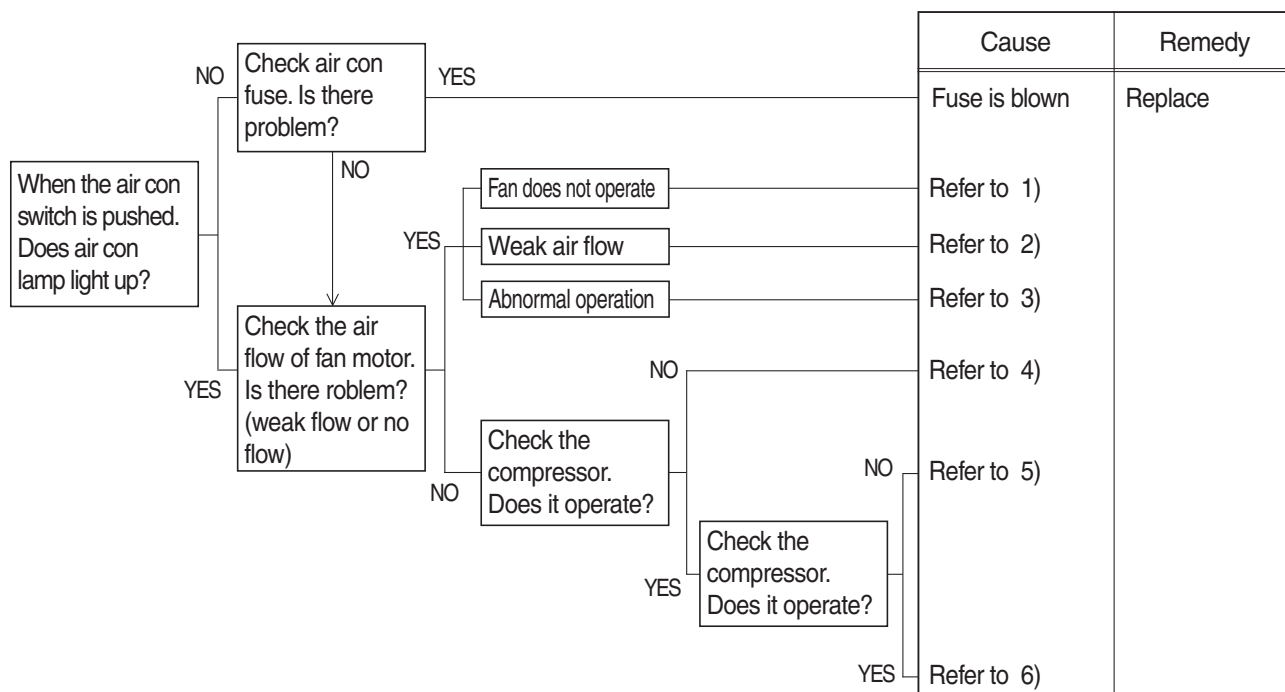 Cause
Remedy
NO
Check air con
fuse. Is there
problem?
YES
Fuse is blown
Replace
NO
When the air con
switch is pushed.
Does air con
lamp light up?
YES
Check the air
flow of fan motor.
Is there roblem?
(weak flow or no
flow)
YES
Fan does not operate
Refer to 1)
Weak air flow
Refer to 2)
Abnormal operation
Refer to 3)
NO
Check the
compressor.
Does it operate?
NO
Refer to 4)
YES
Check the
compressor.
Does it operate?
NO
Refer to 5)
YES
Refer to 6)